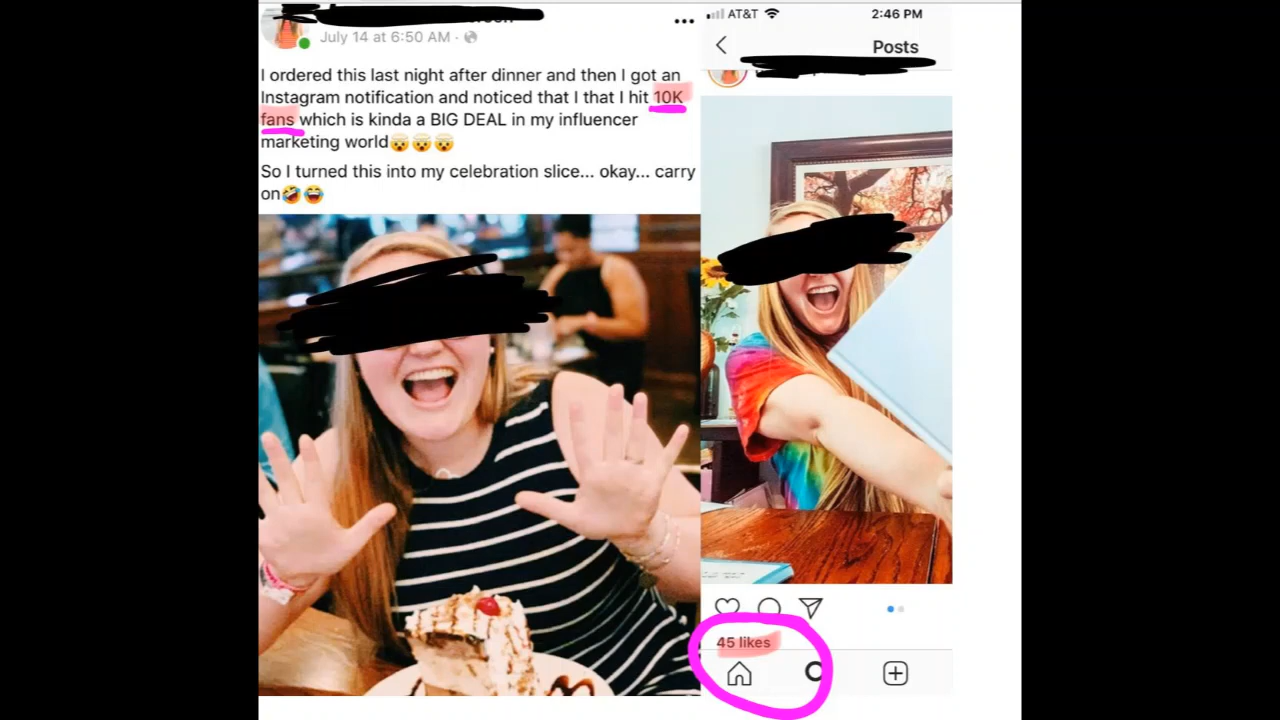 July 14 at 6:50 AM ·
I ordered this last night after dinner and then I got an
Instagram notification and noticed that I that I hit 10K
fans which is kinda a BIG DEAL in my influencer
marketing world🤯🤯🤯
So I turned this into my celebration slice... okay... carry
on🤣😂
AT&T 2:46 PM
Posts
45 likes